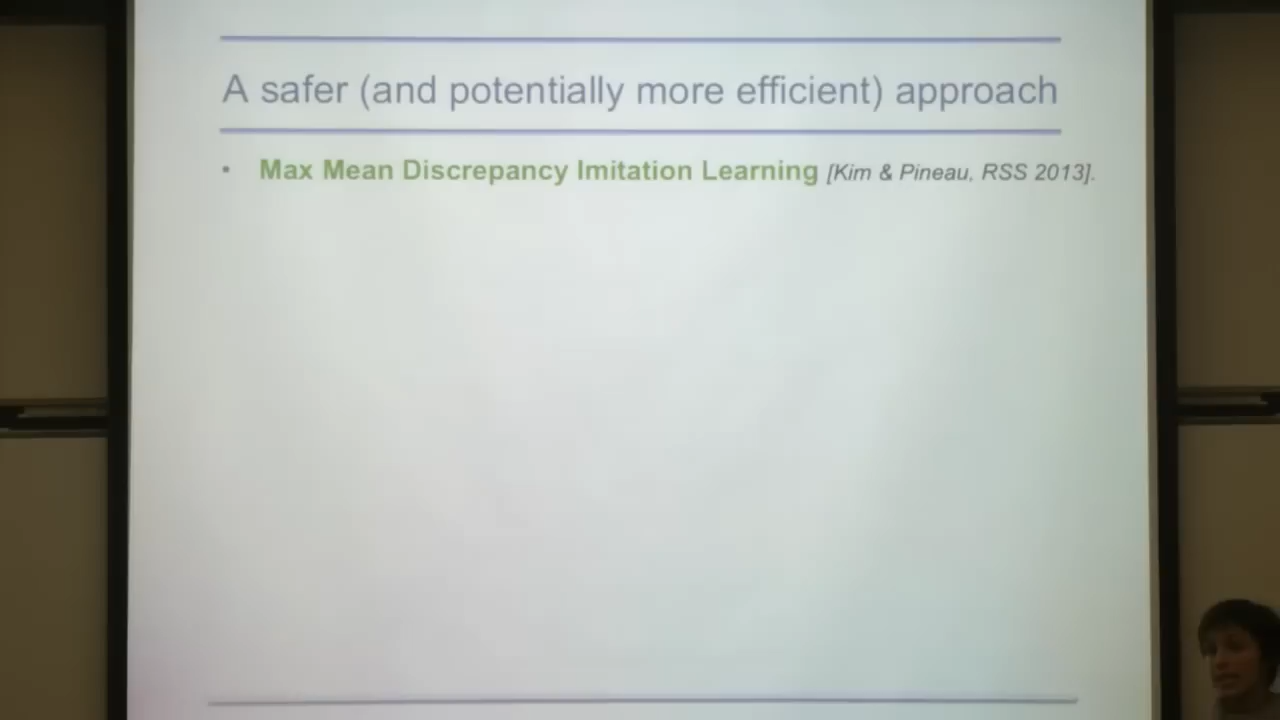 A safer (and potentially more efficient) approach
• Max Mean Discrepancy Imitation Learning [Kim & Pineau, RSS 2013].